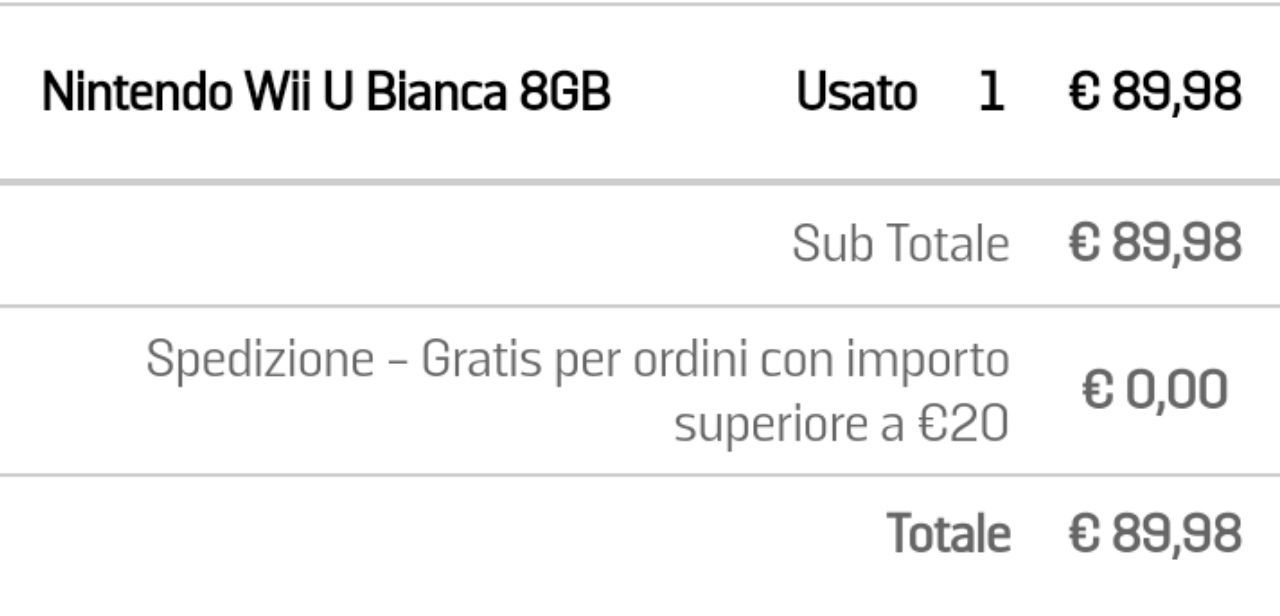 Nintendo Wii U Bianca 8GB Usato 1 € 89,98
Sub Totale € 89,98
Spedizione – Gratis per ordini con importo
superiore a €20 € 0,00
Totale € 89,98